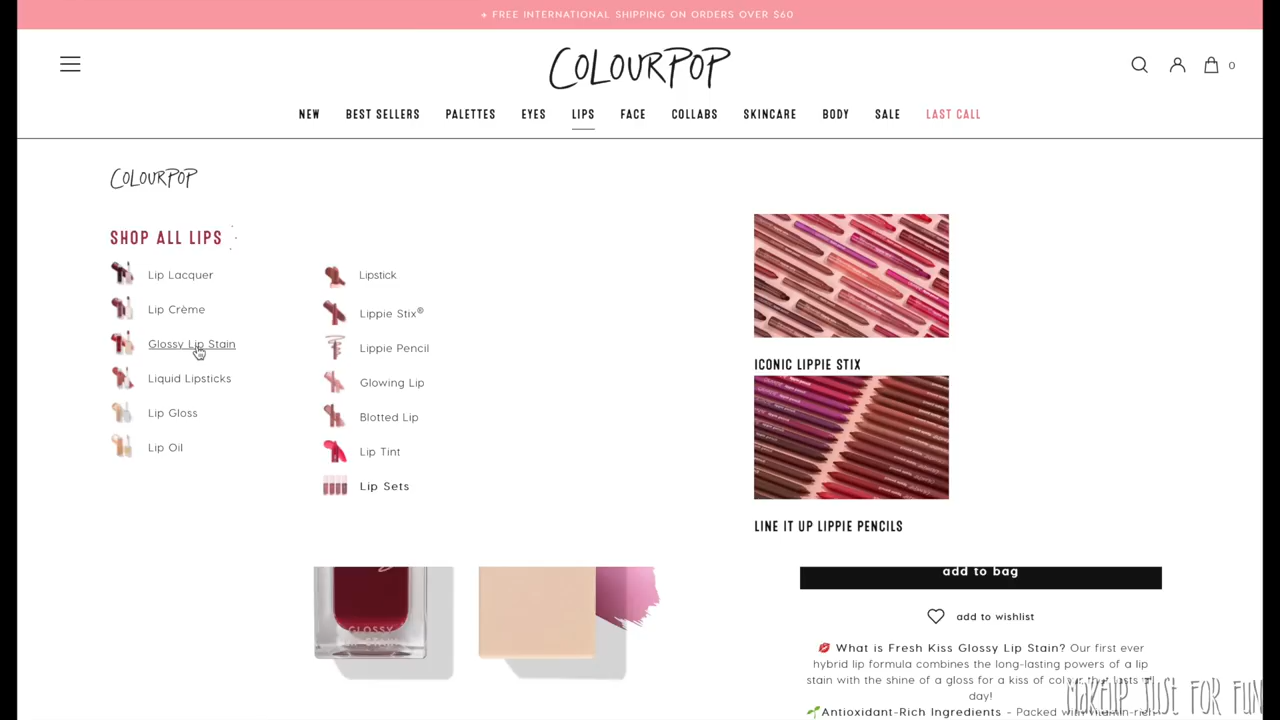 + FREE INTERNATIONAL SHIPPING ON ORDERS OVER $60
COLOURPOP
0
NEW BEST SELLERS PALETTES EYES LIPS FACE COLLABS SKINCARE BODY SALE LAST CALL
COLOURPOP
SHOP ALL LIPS
Lip Lacquer
Lip Crème
Glossy Lip Stain
Liquid Lipsticks
Lip Gloss
Lip Oil
Lipstick
Lippie Stix®
Lippie Pencil
Glowing Lip
Blotted Lip
Lip Tint
Lip Sets
ICONIC LIPPIE STIX
LINE IT UP LIPPIE PENCILS
GLOSSY
add to bag
add to wishlist
💋 What is Fresh Kiss Glossy Lip Stain? Our first ever
hybrid lip formula combines the long-lasting powers of a lip
stain with the shine of a gloss for a kiss of that lasts
day!
🌱Antioxidant-Rich Ingredients - Packed with
MAKEUP JUST FOR FUN